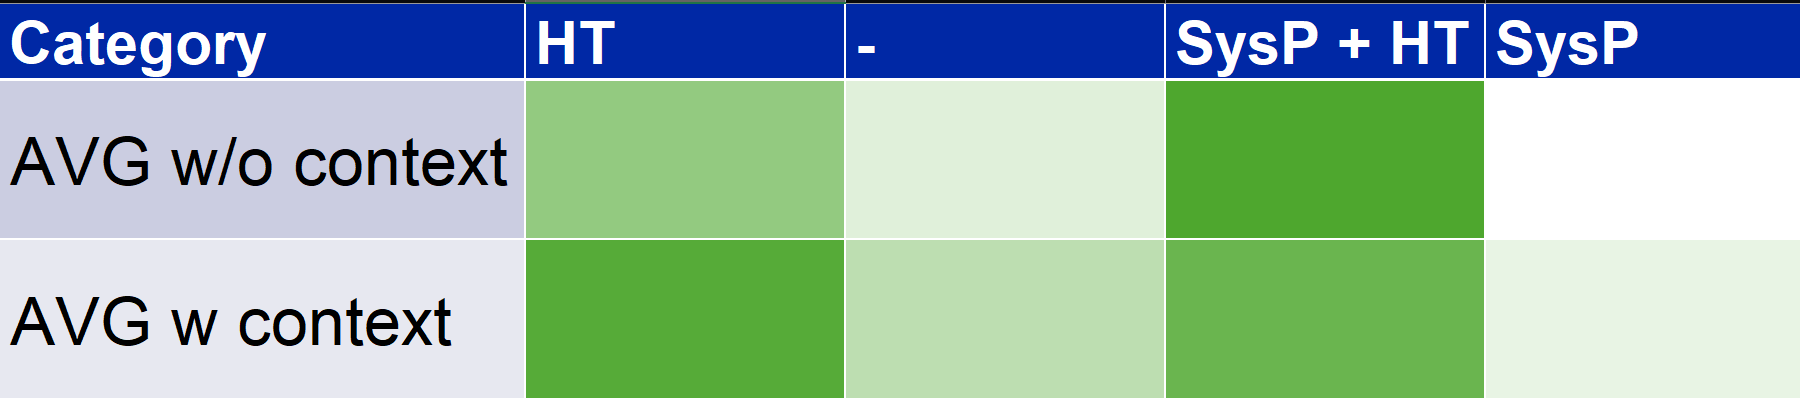 Category HT - SysP + HT SysP
AVG w/o context
AVG w context